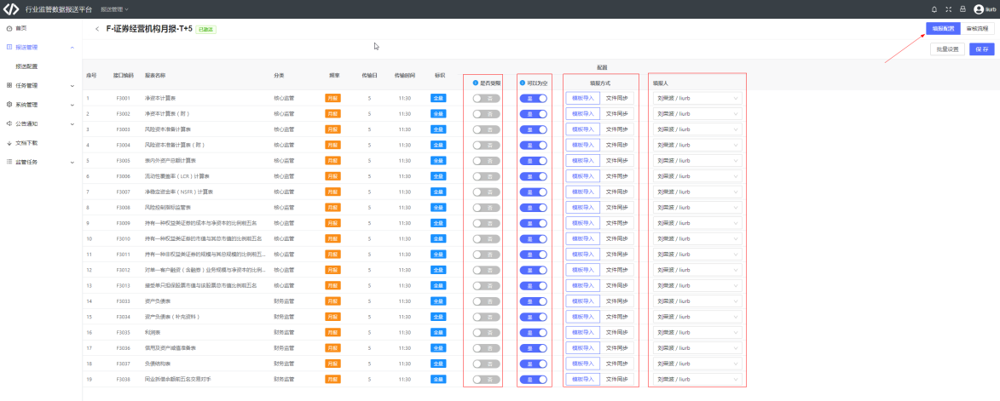 行业监管数据报送平台 报送管理
liurb
首页
报送管理
报送配置
任务管理
系统管理
公告通知
文档下载
监管任务
F-证券经营机构月报-T+5 已激活
填报配置 审核流程
批量设置 保存
配置
序号 接口编码 报表名称 分类 频率 传输日 传输时间 标识 是否受限 可以为空 填报方式 填报人
1 F3001 净资本计算表 核心监管 月报 5 11:30 全量 否 是 模板导入 文件同步 刘荣波 / liurb
2 F3002 净资本计算表（附） 核心监管 月报 5 11:30 全量 否 是 模板导入 文件同步 刘荣波 / liurb
3 F3003 风险资本准备计算表 核心监管 月报 5 11:30 全量 否 是 模板导入 文件同步 刘荣波 / liurb
4 F3004 风险资本准备计算表（附） 核心监管 月报 5 11:30 全量 否 是 模板导入 文件同步 刘荣波 / liurb
5 F3005 表内外资产总额计算表 核心监管 月报 5 11:30 全量 否 是 模板导入 文件同步 刘荣波 / liurb
6 F3006 流动性覆盖率（LCR）计算表 核心监管 月报 5 11:30 全量 否 是 模板导入 文件同步 刘荣波 / liurb
7 F3007 净稳定资金率（NSFR）计算表 核心监管 月报 5 11:30 全量 否 是 模板导入 文件同步 刘荣波 / liurb
8 F3008 风险控制指标监管表 核心监管 月报 5 11:30 全量 否 是 模板导入 文件同步 刘荣波 / liurb
9 F3009 持有一种权益类证券的成本与净资本的比例前五名 核心监管 月报 5 11:30 全量 否 是 模板导入 文件同步 刘荣波 / liurb
10 F3010 持有一种权益类证券的市值与其总市值的比例前五名 核心监管 月报 5 11:30 全量 否 是 模板导入 文件同步 刘荣波 / liurb
11 F3011 持有一种非权益类证券的规模与其总规模的比例前五... 核心监管 月报 5 11:30 全量 否 是 模板导入 文件同步 刘荣波 / liurb
12 F3012 对单一客户融资（含融券）业务规模与净资本的比例... 核心监管 月报 5 11:30 全量 否 是 模板导入 文件同步 刘荣波 / liurb
13 F3013 接受单只担保股票市值与该股票总市值比例前五名 核心监管 月报 5 11:30 全量 否 是 模板导入 文件同步 刘荣波 / liurb
14 F3033 资产负债表 财务监管 月报 5 11:30 全量 否 是 模板导入 文件同步 刘荣波 / liurb
15 F3034 资产负债表（补充资料） 财务监管 月报 5 11:30 全量 否 是 模板导入 文件同步 刘荣波 / liurb
16 F3035 利润表 财务监管 月报 5 11:30 全量 否 是 模板导入 文件同步 刘荣波 / liurb
17 F3036 信用及资产减值准备表 财务监管 月报 5 11:30 全量 否 是 模板导入 文件同步 刘荣波 / liurb
18 F3037 负债结构表 财务监管 月报 5 11:30 全量 否 是 模板导入 文件同步 刘荣波 / liurb
19 F3038 同业拆借余额前五名交易对手 财务监管 月报 5 11:30 全量 否 是 模板导入 文件同步 刘荣波 / liurb